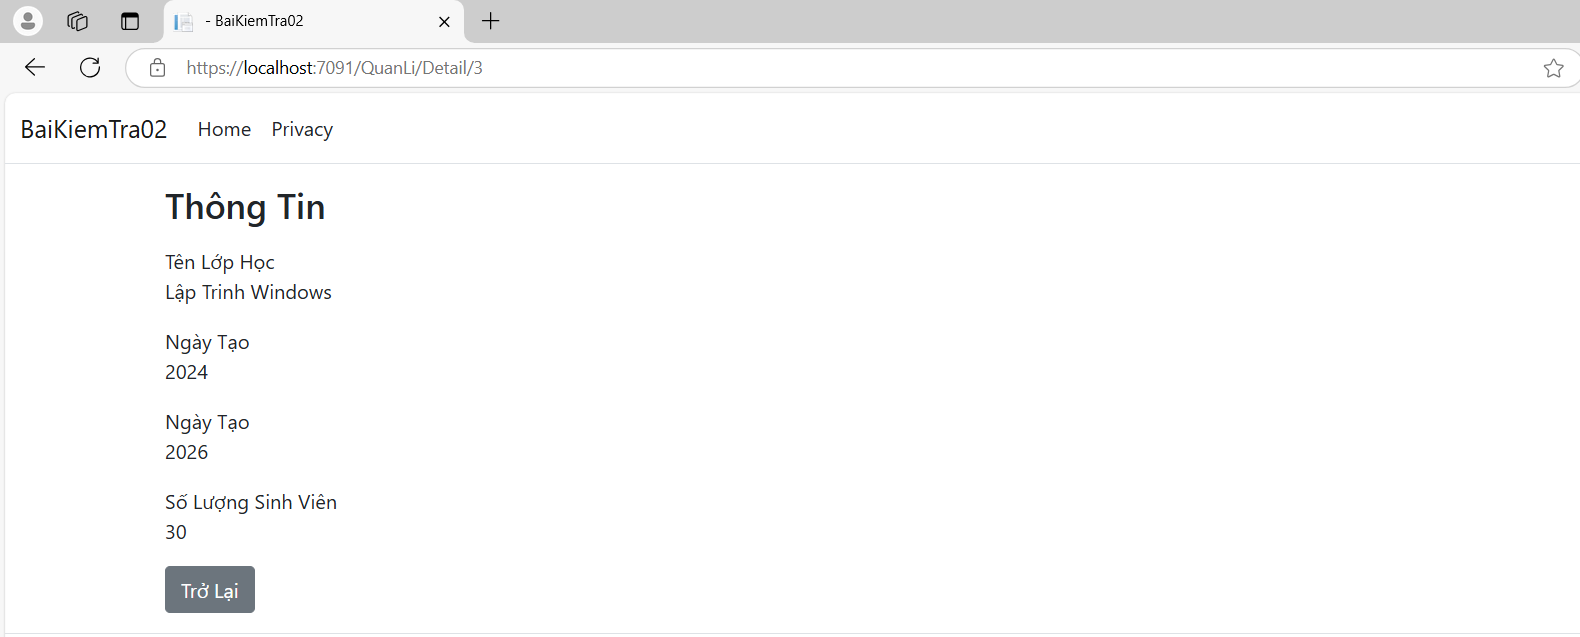 - BaiKiemTra02
https://localhost:7091/QuanLi/Detail/3
BaiKiemTra02 Home Privacy
Thông Tin
Tên Lớp Học
Lập Trinh Windows
Ngày Tạo
2024
Ngày Tạo
2026
Số Lượng Sinh Viên
30
Trở Lại